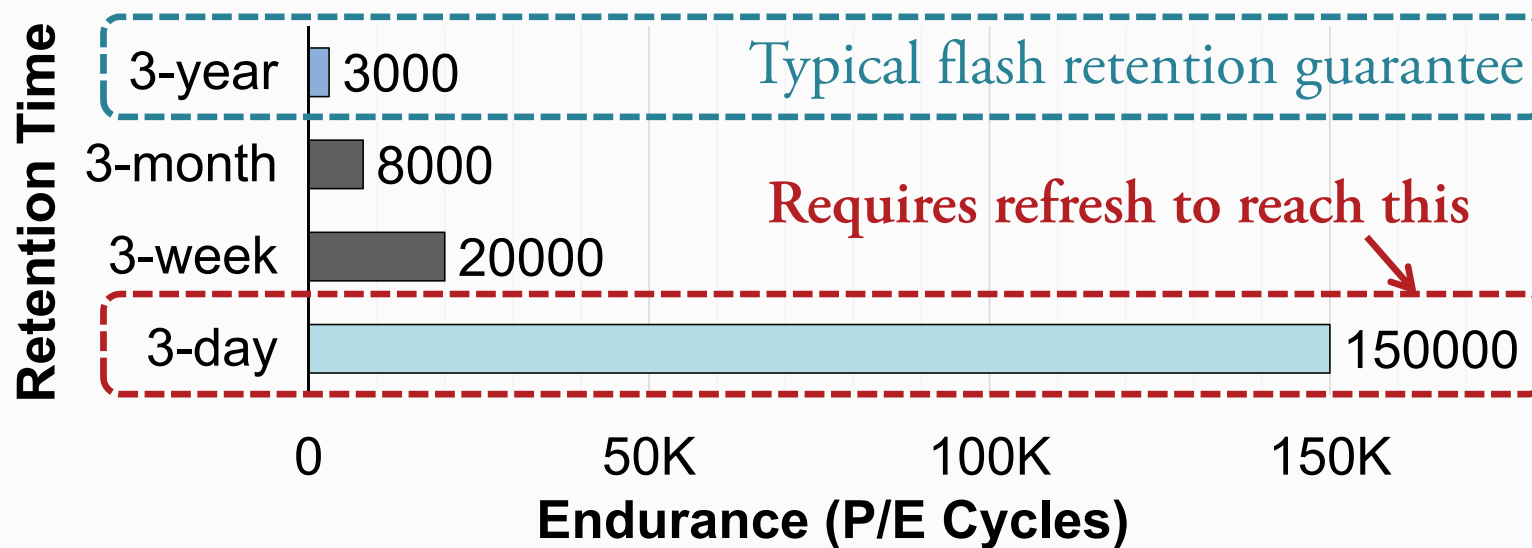 Retention Time
3-year 3000 Typical flash retention guarantee
3-month 8000
Requires refresh to reach this
3-week 20000
3-day 150000
0 50K 100K 150K
Endurance (P/E Cycles)